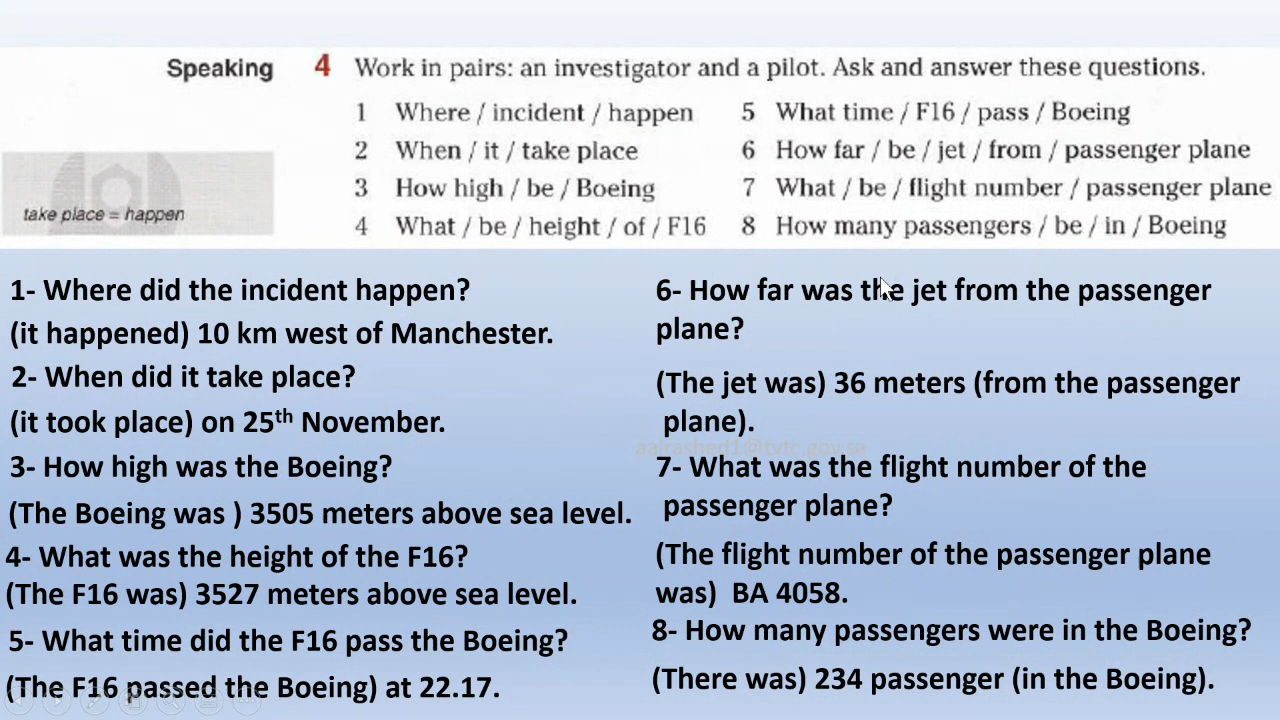 Speaking 4 Work in pairs: an investigator and a pilot. Ask and answer these questions.
1 Where / incident / happen
2 When / it / take place
3 How high / be / Boeing
4 What / be / height / of / F16
5 What time / F16 / pass / Boeing
6 How far / be / jet / from / passenger plane
7 What / be / flight number / passenger plane
8 How many passengers / be / in / Boeing
take place = happen
1- Where did the incident happen?
(it happened) 10 km west of Manchester.
2- When did it take place?
(it took place) on 25th November.
3- How high was the Boeing?
(The Boeing was ) 3505 meters above sea level.
4- What was the height of the F16?
(The F16 was) 3527 meters above sea level.
5- What time did the F16 pass the Boeing?
(The F16 passed the Boeing) at 22.17.
6- How far was the jet from the passenger
plane?
(The jet was) 36 meters (from the passenger
plane).
aalrashed1@tvtc.gov.sa
7- What was the flight number of the
passenger plane?
(The flight number of the passenger plane
was) BA 4058.
8- How many passengers were in the Boeing?
(There was) 234 passenger (in the Boeing).